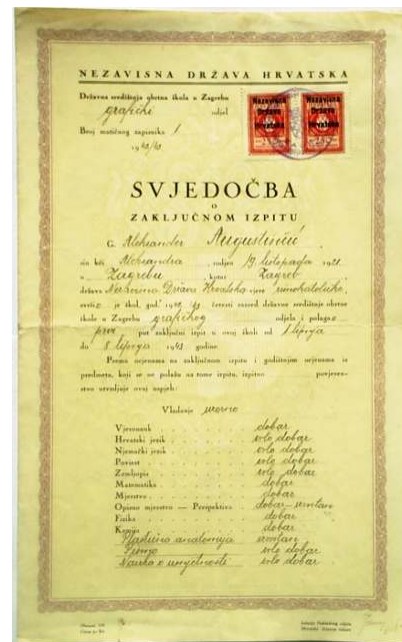 NEZAVISNA DRŽAVA HRVATSKA
Državna središnja obrtna škola u Zagrebu
grafički odjel
Broj matičnog zapisnika 1
1942/43
Nezavisna Država Hrvatska
Nezavisna Država Hrvatska
SVJEDOČBA
O
ZAKLJUČNOM IZPITU
G. Aleksander Augustinčić
sin kći Aleksandra rodjen 19 listopada 1921.
u Zagrebu, kotar Zagreb
država Nezavisna Država Hrvatska vjere rimokatoličke,
svršio je škol. god. 1942/43 četvrti razred državne središnje obrtne
škole u Zagrebu grafičkog odjela i polagao
prvi put zaključni izpit u ovoj školi od 1 lipnja
do 8 lipnja 1943 godine.
Prema ocjenama na zaključnom izpitu i godišnjim ocjenama iz
predmeta, koji se ne polažu na tome izpitu, izpitno povjeren-
stvo utvrdjuje ovaj uspjeh:
Vladanje uzorno
Vjeronauk dobar
Hrvatski jezik vrlo dobar
Njemački jezik vrlo dobar
Poviest vrlo dobar
Zemljopis vrlo dobar
Matematika dobar
Mjerstvo dobar
Opisno mjerstvo — Perspektiva dobar – izvrstan
Fizika dobar
Kemija dobar
Plastična anatomija izvrstan
Pismo vrlo dobar
Nauka o umjetnosti vrlo dobar